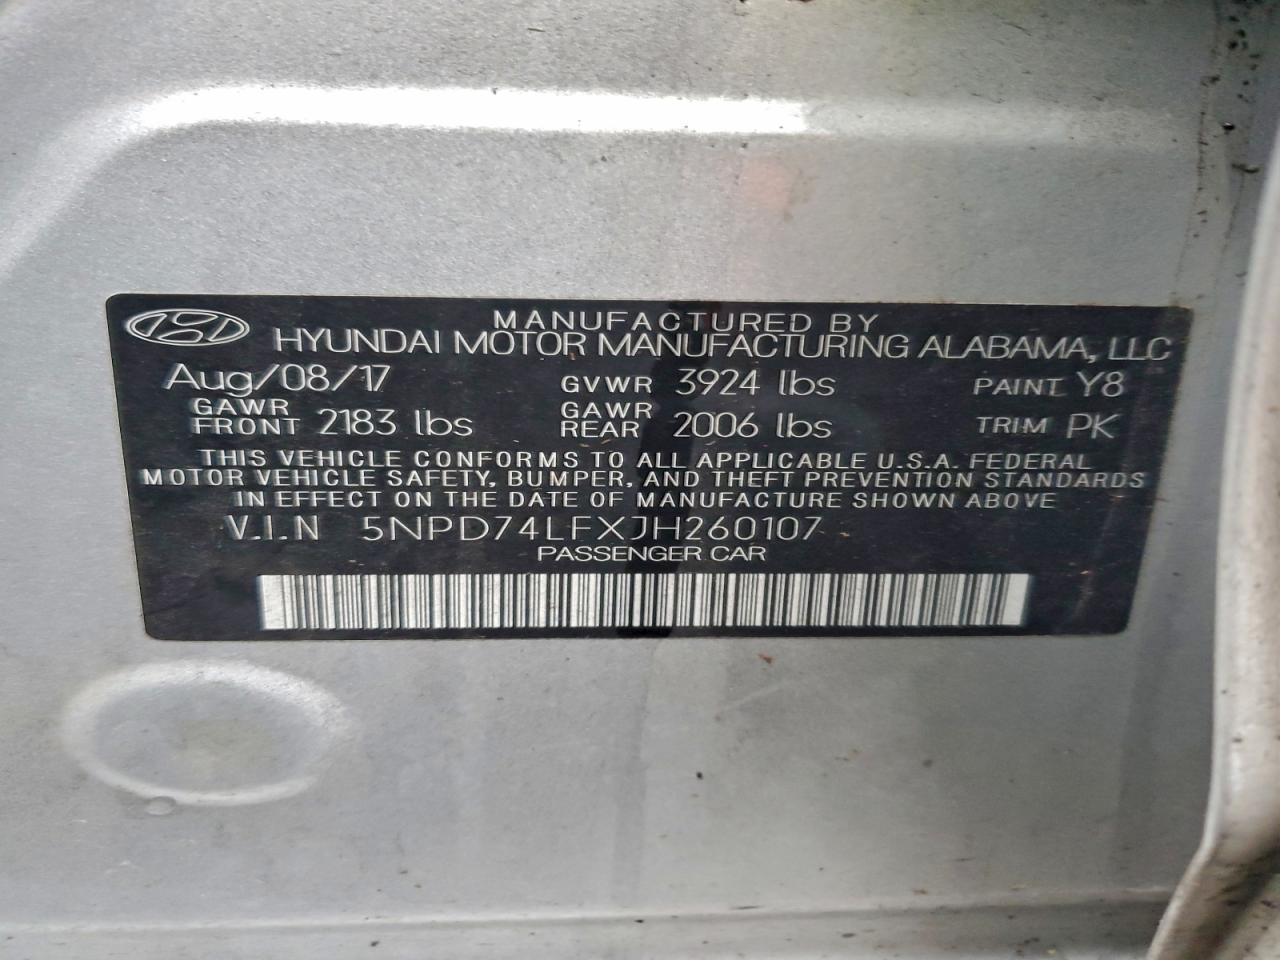 MANUFACTURED BY
HYUNDAI MOTOR MANUFACTURING ALABAMA, LLC
Aug/08/17 GVWR 3924 lbs PAINT Y8
GAWR FRONT 2183 lbs GAWR REAR 2006 lbs TRIM PK
THIS VEHICLE CONFORMS TO ALL APPLICABLE U.S.A. FEDERAL
MOTOR VEHICLE SAFETY, BUMPER, AND THEFT PREVENTION STANDARDS
IN EFFECT ON THE DATE OF MANUFACTURE SHOWN ABOVE
V.I.N 5NPD74LFXJH260107
PASSENGER CAR